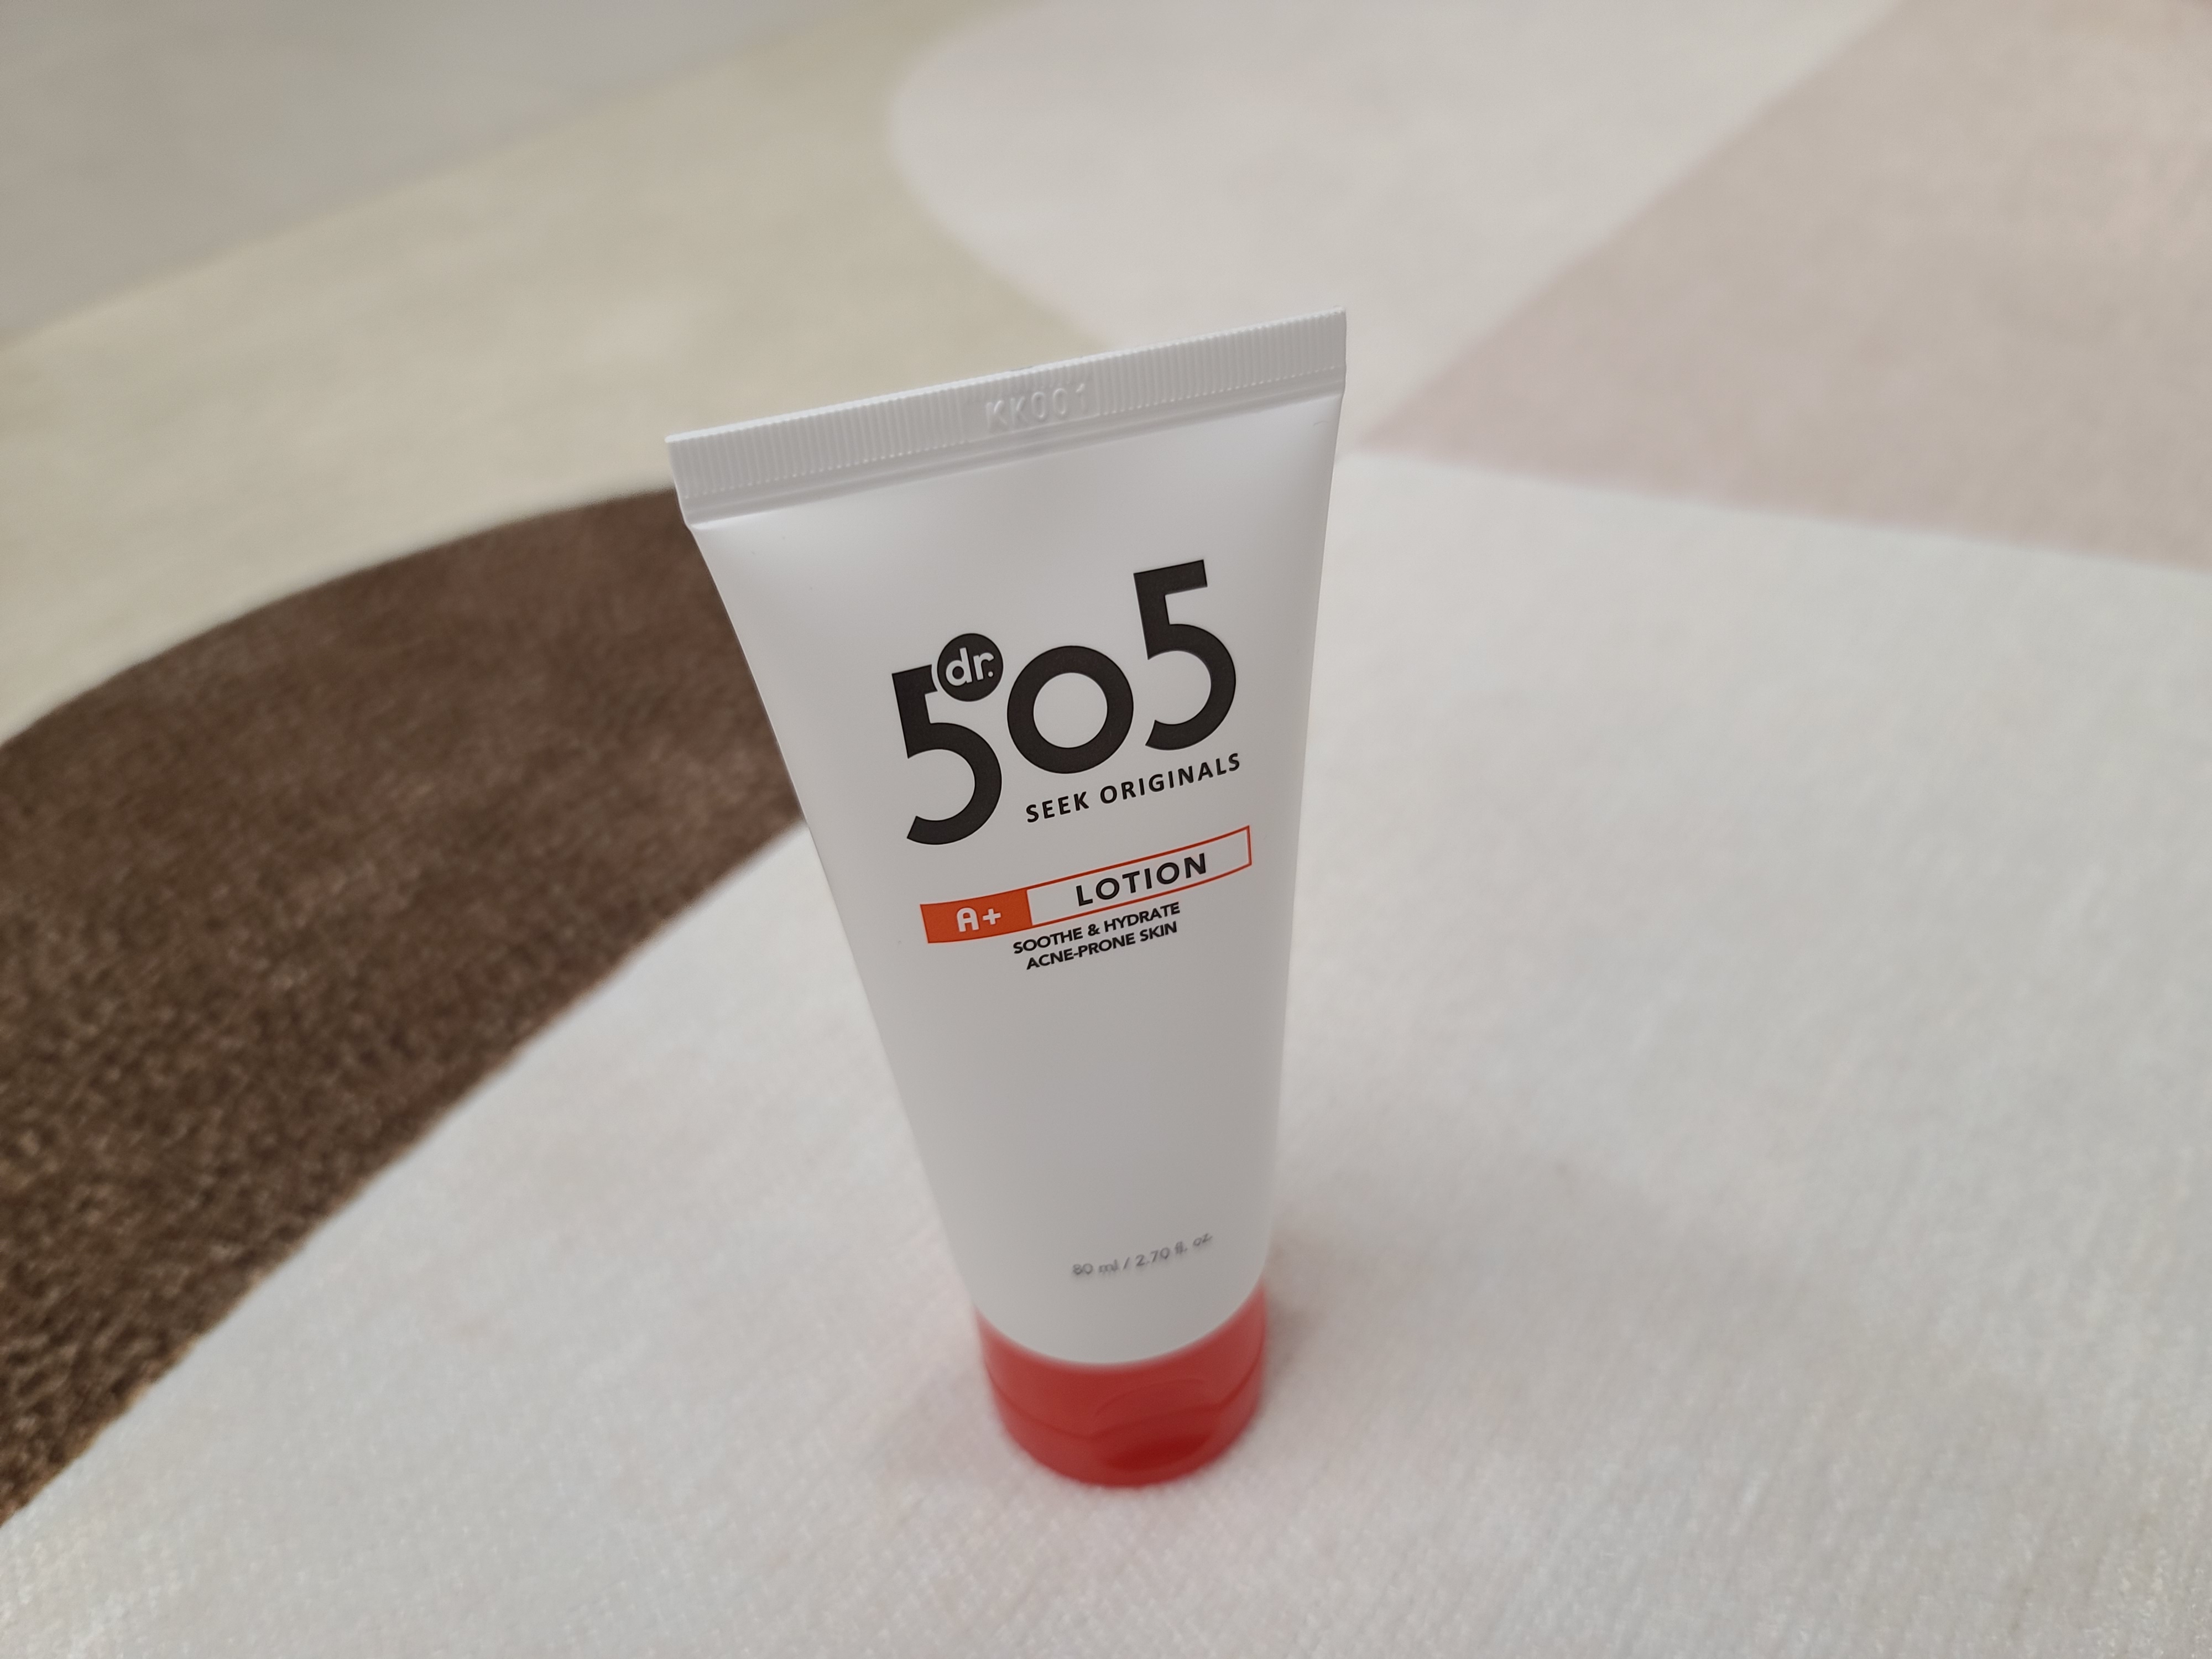 KK001
dr.
505
SEEK ORIGINALS
A+ LOTION
SOOTHE & HYDRATE
ACNE-PRONE SKIN
80 ml / 2.70 fl. oz